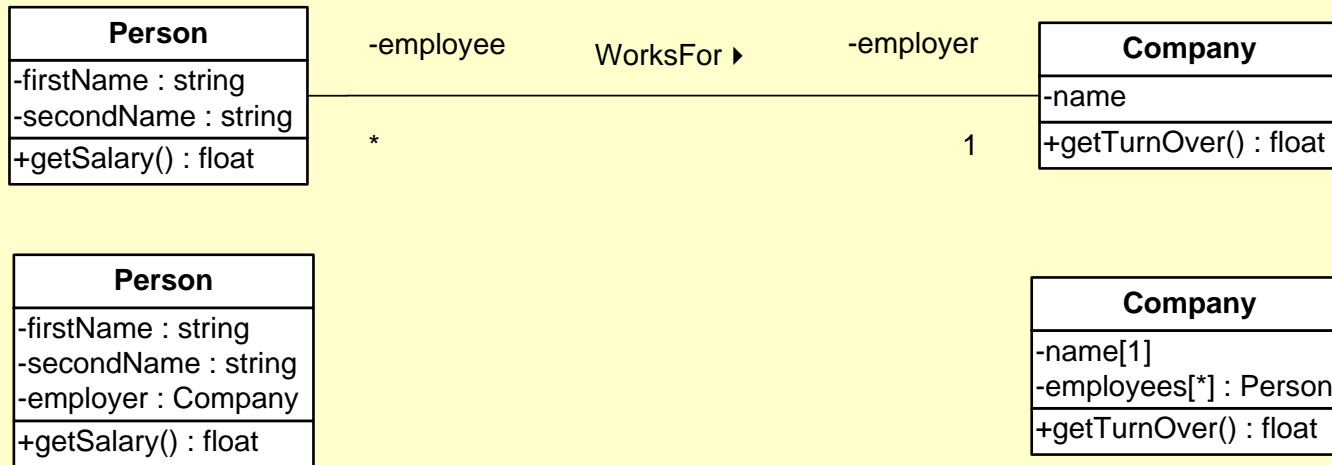 Person
-firstName : string
-secondName : string
+getSalary() : float
-employee
WorksFor ▶
-employer
*
1
Company
-name
+getTurnOver() : float
Person
-firstName : string
-secondName : string
-employer : Company
+getSalary() : float
Company
-name[1]
-employees[*] : Person
+getTurnOver() : float